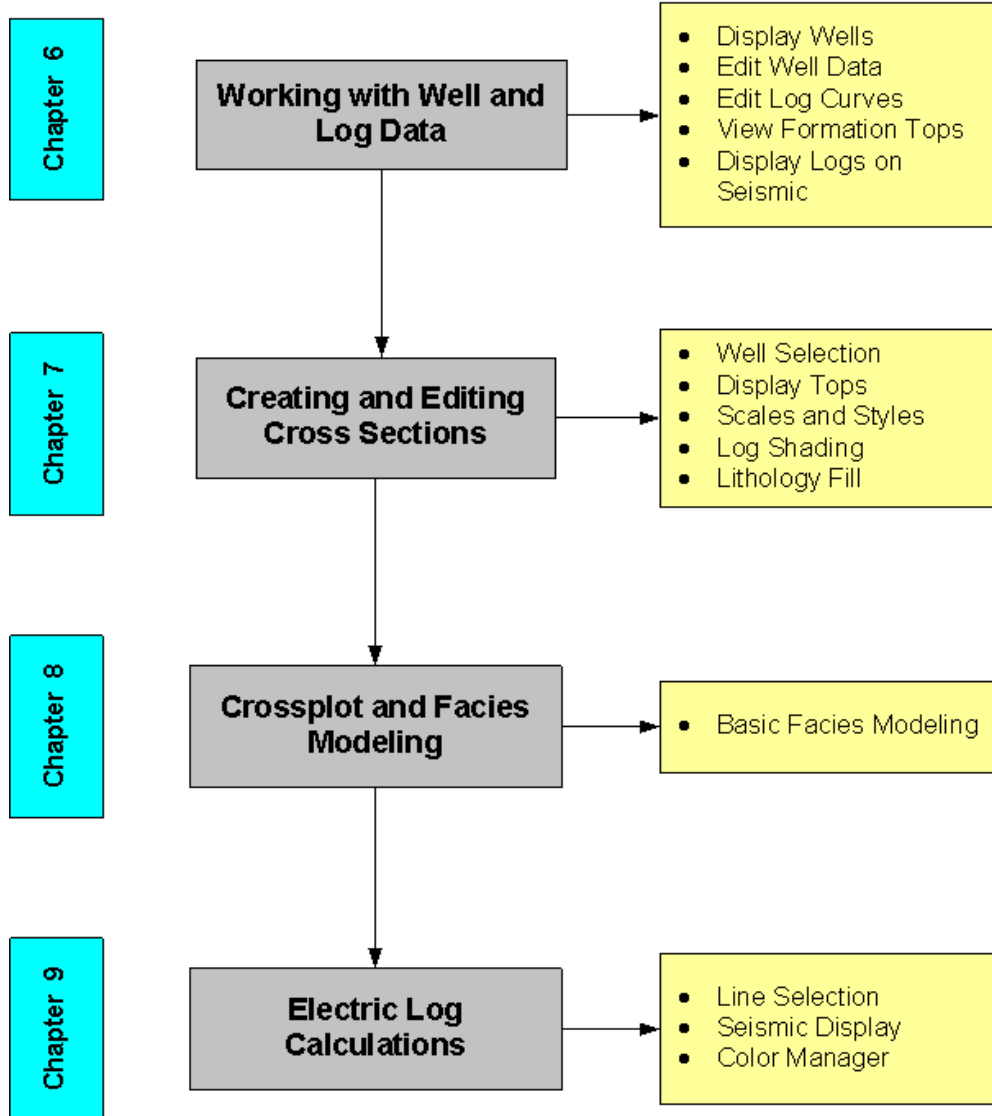 Chapter 6
Working with Well and
Log Data
• Display Wells
• Edit Well Data
• Edit Log Curves
• View Formation Tops
• Display Logs on
Seismic
Chapter 7
Creating and Editing
Cross Sections
• Well Selection
• Display Tops
• Scales and Styles
• Log Shading
• Lithology Fill
Chapter 8
Crossplot and Facies
Modeling
• Basic Facies Modeling
Chapter 9
Electric Log
Calculations
• Line Selection
• Seismic Display
• Color Manager